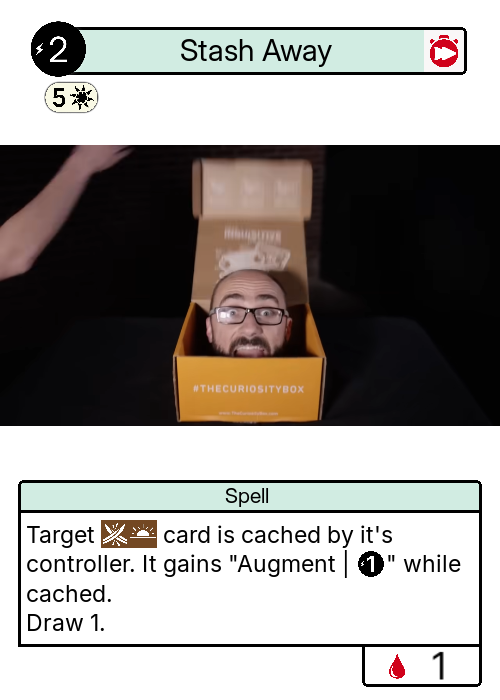 2
Stash Away
5
#THECURIOSITYBOX
Spell
Target card is cached by it's
controller. It gains "Augment | 1" while
cached.
Draw 1.
1